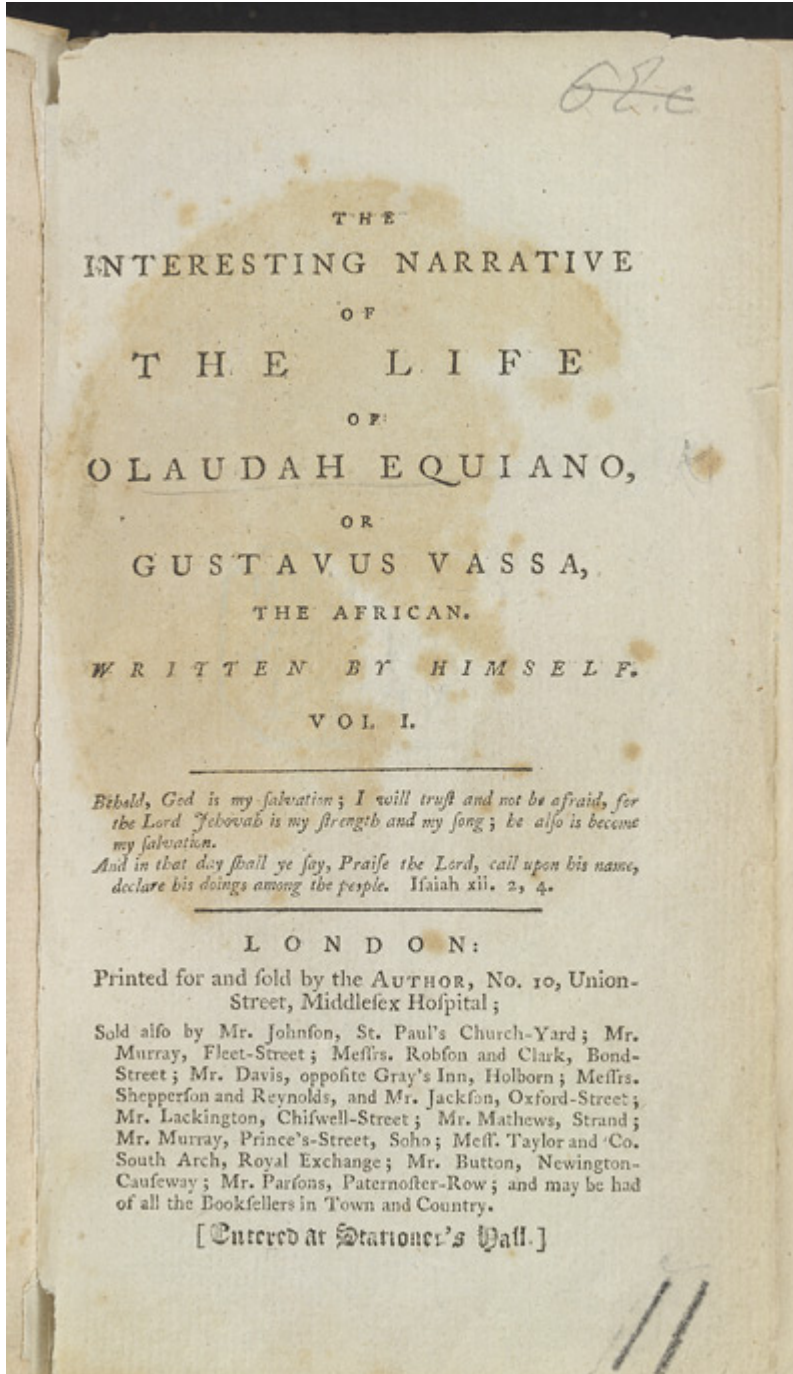 THE
INTERESTING NARRATIVE
OF
THE LIFE
OF
OLAUDAH EQUIANO,
OR
GUSTAVUS VASSA,
THE AFRICAN.
WRITTEN BY HIMSELF.
VOL I.
Behold, God is my ſalvation; I will truſt and not be afraid, for
the Lord Jehovah is my ſtrength and my ſong; he alſo is become
my ſalvation.
And in that day ſhall ye ſay, Praiſe the Lord, call upon his name,
declare his doings among the people. Iſaiah xii. 2, 4.
LONDON:
Printed for and ſold by the AUTHOR, No. 10, Union-
Street, Middleſex Hoſpital;
Sold alſo by Mr. Johnſon, St. Paul's Church-Yard; Mr.
Murray, Fleet-Street; Meſſrs. Robſon and Clark, Bond-
Street; Mr. Davis, oppoſite Gray's Inn, Holborn; Meſſrs.
Shepperſon and Reynolds, and Mr. Jackſon, Oxford-Street;
Mr. Lackington, Chiſwell-Street; Mr. Mathews, Strand;
Mr. Murray, Prince's-Street, Soho; Meſſ. Taylor and Co.
South Arch, Royal Exchange; Mr. Button, Newington-
Cauſeway; Mr. Parſons, Paternoſter-Row; and may be had
of all the Bookſellers in Town and Country.
[Entered at Stationer's Hall.]